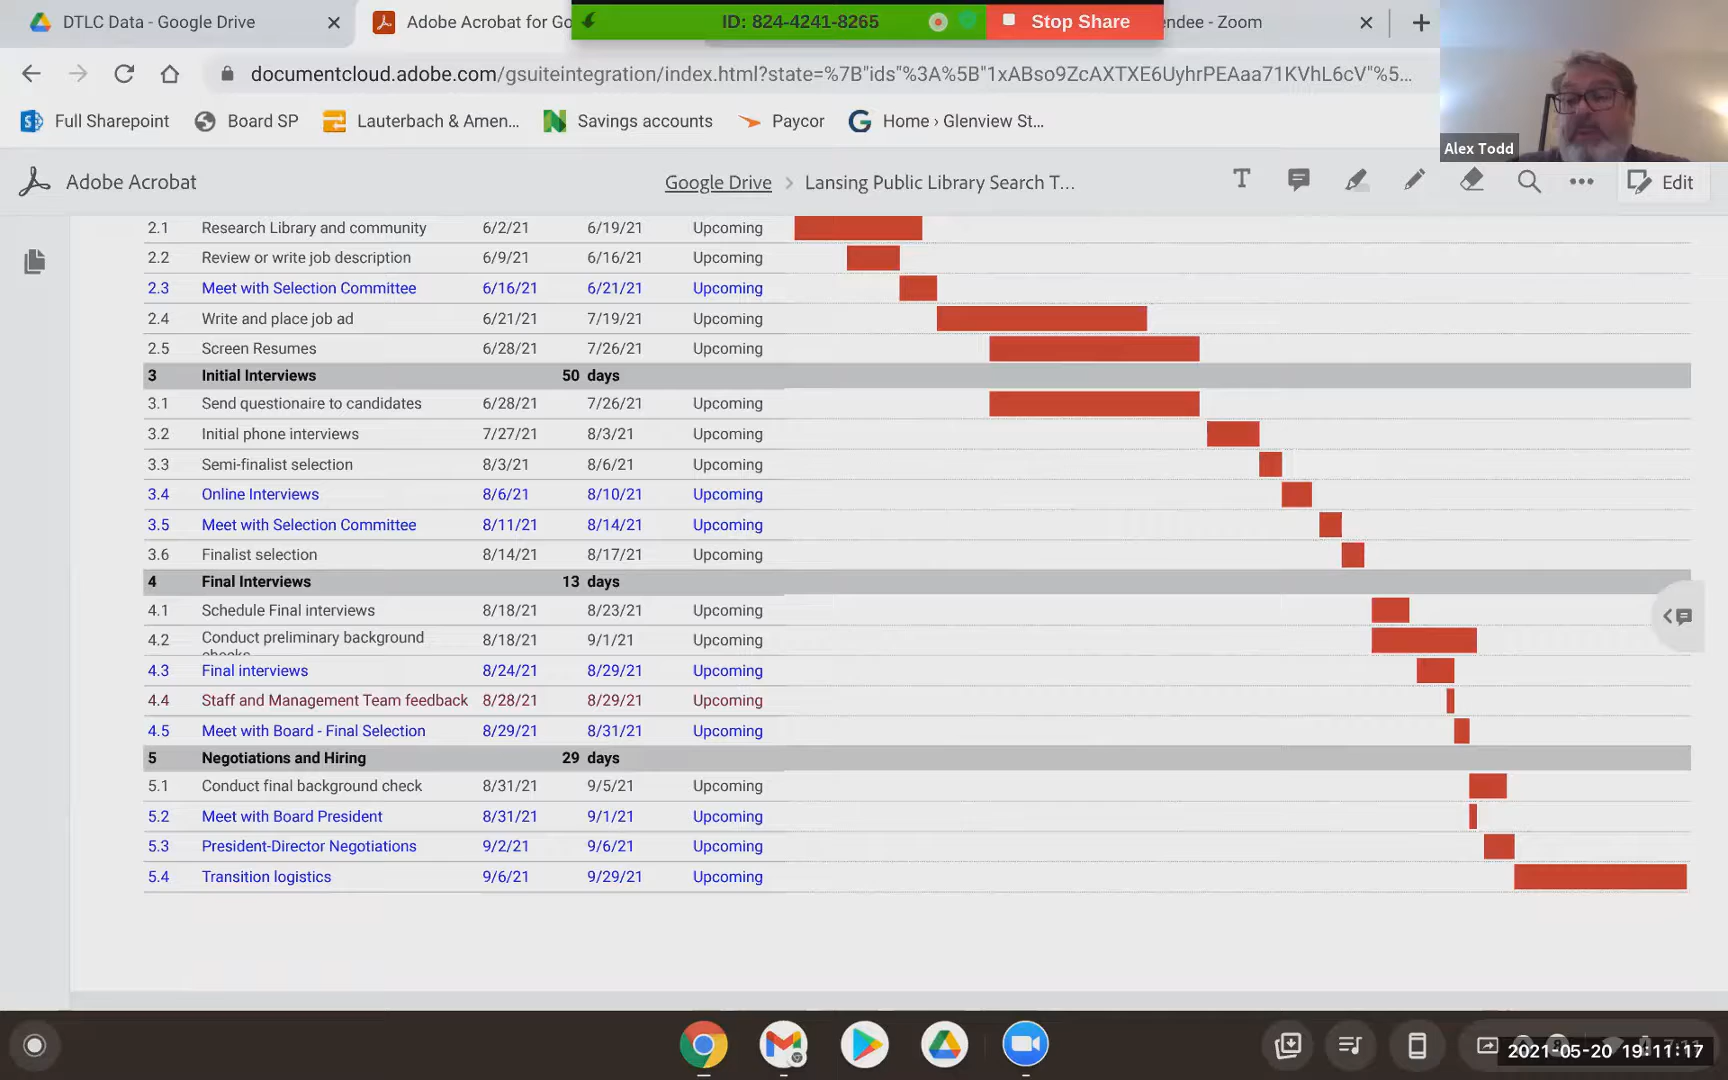 DTLC Data - Google Drive
Adobe Acrobat for Go
ID: 824-4241-8265
Stop Share
endee - Zoom
documentcloud.adobe.com/gsuiteintegration/index.html?state=%7B"ids"%3A%5B"1xABso9ZcAXTXE6UyhrPEAaa71KVhL6cV"%5...
Full Sharepoint
Board SP
Lauterbach & Amen...
Savings accounts
Paycor
Home › Glenview St...
Alex Todd
Adobe Acrobat
Google Drive > Lansing Public Library Search T...
Edit
2.1 Research Library and community 6/2/21 6/19/21 Upcoming
2.2 Review or write job description 6/9/21 6/16/21 Upcoming
2.3 Meet with Selection Committee 6/16/21 6/21/21 Upcoming
2.4 Write and place job ad 6/21/21 7/19/21 Upcoming
2.5 Screen Resumes 6/28/21 7/26/21 Upcoming
3 Initial Interviews 50 days
3.1 Send questionaire to candidates 6/28/21 7/26/21 Upcoming
3.2 Initial phone interviews 7/27/21 8/3/21 Upcoming
3.3 Semi-finalist selection 8/3/21 8/6/21 Upcoming
3.4 Online Interviews 8/6/21 8/10/21 Upcoming
3.5 Meet with Selection Committee 8/11/21 8/14/21 Upcoming
3.6 Finalist selection 8/14/21 8/17/21 Upcoming
4 Final Interviews 13 days
4.1 Schedule Final interviews 8/18/21 8/23/21 Upcoming
4.2 Conduct preliminary background 8/18/21 9/1/21 Upcoming
checks
4.3 Final interviews 8/24/21 8/29/21 Upcoming
4.4 Staff and Management Team feedback 8/28/21 8/29/21 Upcoming
4.5 Meet with Board - Final Selection 8/29/21 8/31/21 Upcoming
5 Negotiations and Hiring 29 days
5.1 Conduct final background check 8/31/21 9/5/21 Upcoming
5.2 Meet with Board President 8/31/21 9/1/21 Upcoming
5.3 President-Director Negotiations 9/2/21 9/6/21 Upcoming
5.4 Transition logistics 9/6/21 9/29/21 Upcoming
2021-05-20 19:11:17